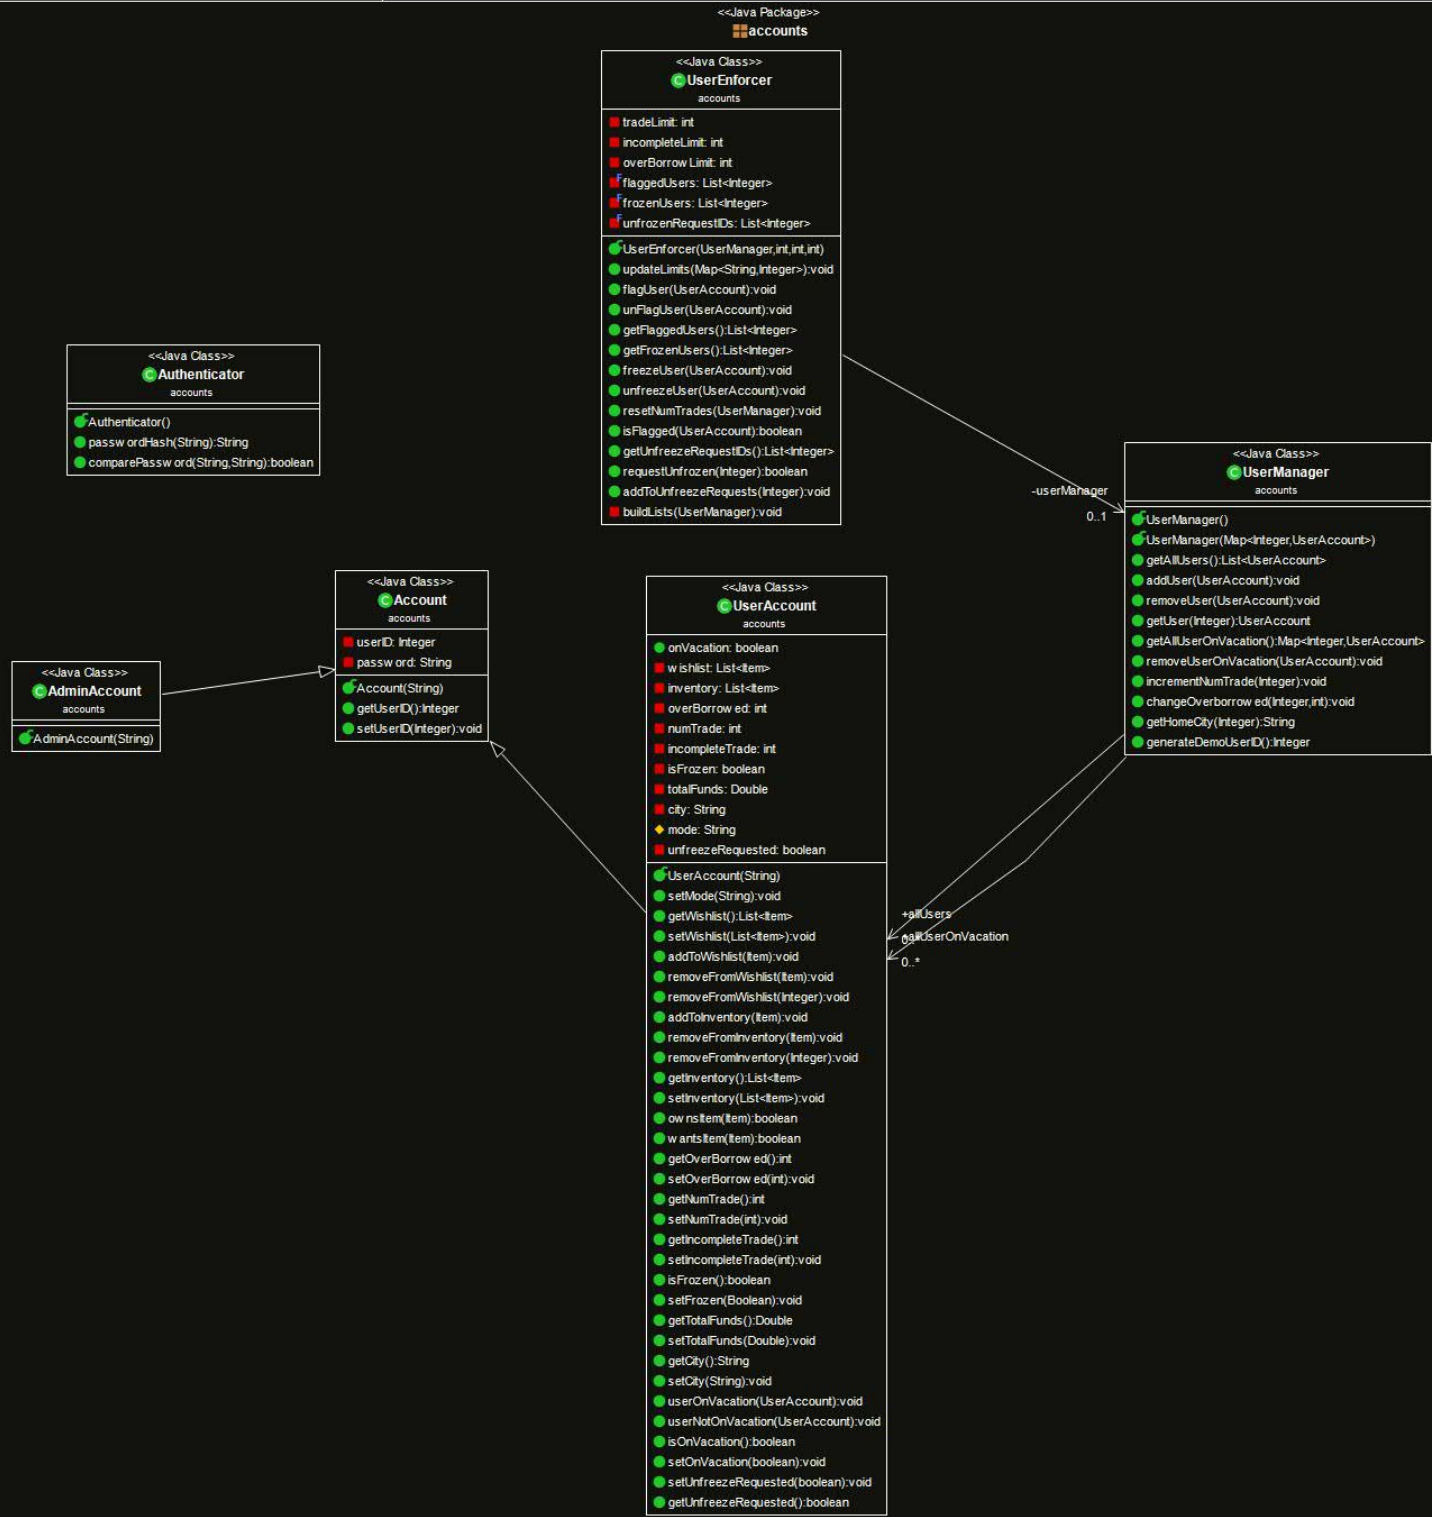 <<Java Package>>
accounts
<<Java Class>>
UserEnforcer
accounts
tradeLimit: int
incompleteLimit: int
overBorrowLimit: int
flaggedUsers: List<Integer>
frozenUsers: List<Integer>
unfrozenRequestIDs: List<Integer>
UserEnforcer(UserManager,int,int,int)
updateLimits(Map<String,Integer>):void
flagUser(UserAccount):void
unFlagUser(UserAccount):void
getFlaggedUsers():List<Integer>
getFrozenUsers():List<Integer>
freezeUser(UserAccount):void
unfreezeUser(UserAccount):void
resetNumTrades(UserManager):void
isFlagged(UserAccount):boolean
getUnfreezeRequestIDs():List<Integer>
requestUnfrozen(Integer):boolean
addToUnfreezeRequests(Integer):void
buildLists(UserManager):void
<<Java Class>>
Authenticator
accounts
Authenticator()
passwordHash(String):String
comparePassword(String,String):boolean
-userManager
0..1
<<Java Class>>
UserManager
accounts
UserManager()
UserManager(Map<Integer,UserAccount>)
getAllUsers():List<UserAccount>
addUser(UserAccount):void
removeUser(UserAccount):void
getUser(Integer):UserAccount
getAllUserOnVacation():Map<Integer,UserAccount>
removeUserOnVacation(UserAccount):void
incrementNumTrade(Integer):void
changeOverborrowed(Integer,int):void
getHomeCity(Integer):String
generateDemoUserID():Integer
<<Java Class>>
Account
accounts
userID: Integer
password: String
Account(String)
getUserID():Integer
setUserID(Integer):void
<<Java Class>>
AdminAccount
accounts
AdminAccount(String)
<<Java Class>>
UserAccount
accounts
onVacation: boolean
wishlist: List<Item>
inventory: List<Item>
overBorrowed: int
numTrade: int
incompleteTrade: int
isFrozen: boolean
totalFunds: Double
city: String
mode: String
unfreezeRequested: boolean
UserAccount(String)
setMode(String):void
getWishlist():List<Item>
setWishlist(List<Item>):void
addToWishlist(Item):void
removeFromWishlist(Item):void
removeFromWishlist(Integer):void
addToInventory(Item):void
removeFromInventory(Item):void
removeFromInventory(Integer):void
getInventory():List<Item>
setInventory(List<Item>):void
ownsItem(Item):boolean
wantsItem(Item):boolean
getOverBorrowed():int
setOverBorrowed(int):void
getNumTrade():int
setNumTrade(int):void
getIncompleteTrade():int
setIncompleteTrade(int):void
isFrozen():boolean
setFrozen(Boolean):void
getTotalFunds():Double
setTotalFunds(Double):void
getCity():String
setCity(String):void
userOnVacation(UserAccount):void
userNotOnVacation(UserAccount):void
isOnVacation():boolean
setOnVacation(boolean):void
setUnfreezeRequested(boolean):void
getUnfreezeRequested():boolean
+allUsers
0..*
+allUserOnVacation
0..*